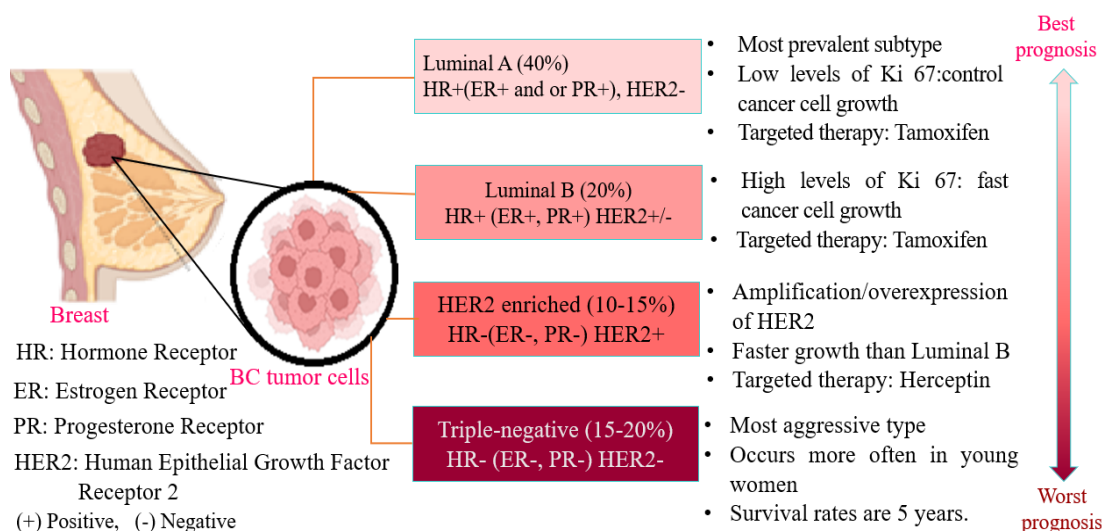 Luminal A (40%)
HR+(ER+ and or PR+), HER2-
• Most prevalent subtype
• Low levels of Ki 67:control
cancer cell growth
• Targeted therapy: Tamoxifen
Luminal B (20%)
HR+ (ER+, PR+) HER2+/-
• High levels of Ki 67: fast
cancer cell growth
• Targeted therapy: Tamoxifen
HER2 enriched (10-15%)
HR-(ER-, PR-) HER2+
• Amplification/overexpression
of HER2
• Faster growth than Luminal B
• Targeted therapy: Herceptin
Triple-negative (15-20%)
HR- (ER-, PR-) HER2-
• Most aggressive type
• Occurs more often in young
women
• Survival rates are 5 years.
Best
prognosis
Worst
prognosis
Breast
BC tumor cells
HR: Hormone Receptor
ER: Estrogen Receptor
PR: Progesterone Receptor
HER2: Human Epithelial Growth Factor
Receptor 2
(+) Positive, (-) Negative